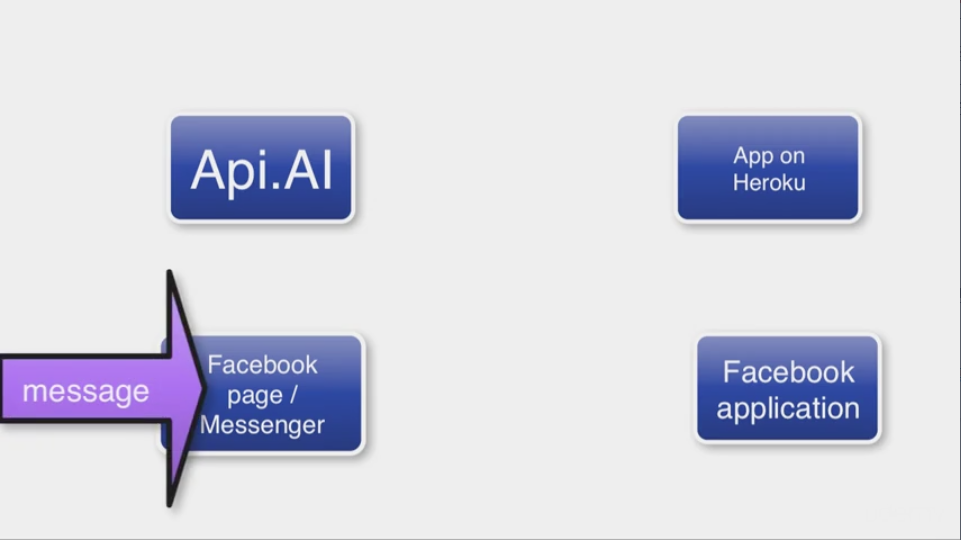 Api.AI
App on
Heroku
message
Facebook
page /
Messenger
Facebook
application